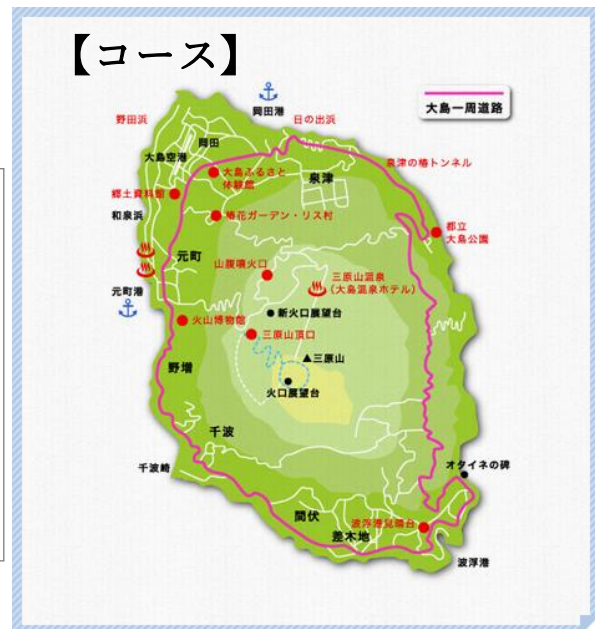 【コース】
岡田港
大島一周道路
野田浜
日の出浜
岡田
大島空港
泉津の椿トンネル
大島ふるさと
体験館
泉津
郷土資料館
和泉浜
椿花ガーデン・リス村
都立
大島公園
元町
山腹噴火口
三原山温泉
(大島温泉ホテル)
元町港
新火口展望台
火山博物館
三原山頂口
三原山
野増
火口展望台
千波
千波崎
オタイネの碑
間伏
波浮港見晴台
差木地
波浮港